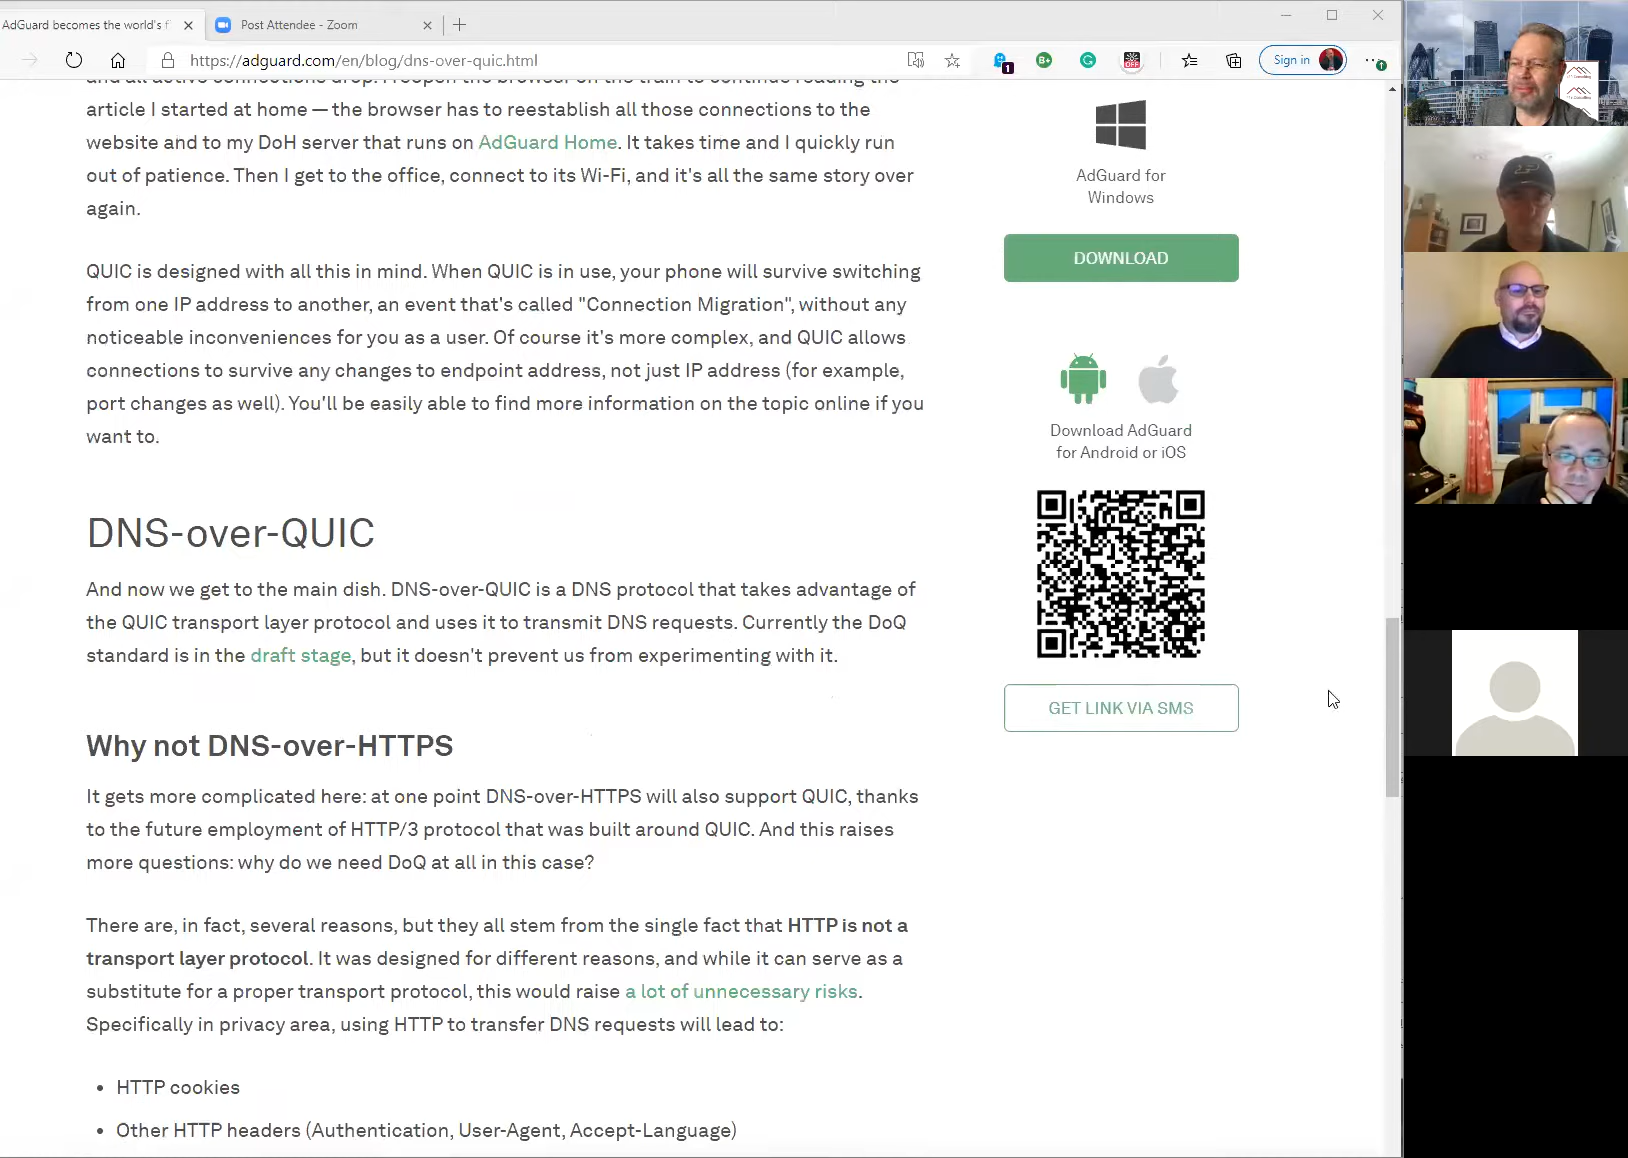 AdGuard becomes the world's f
Post Attendee - Zoom
https://adguard.com/en/blog/dns-over-quic.html
1
B+
OFF
Sign in
and all active connections drop. I reopen the browser on the train to continue reading the
article I started at home — the browser has to reestablish all those connections to the
website and to my DoH server that runs on AdGuard Home. It takes time and I quickly run
out of patience. Then I get to the office, connect to its Wi-Fi, and it's all the same story over
again.
QUIC is designed with all this in mind. When QUIC is in use, your phone will survive switching
from one IP address to another, an event that's called "Connection Migration", without any
noticeable inconveniences for you as a user. Of course it's more complex, and QUIC allows
connections to survive any changes to endpoint address, not just IP address (for example,
port changes as well). You'll be easily able to find more information on the topic online if you
want to.
DNS-over-QUIC
And now we get to the main dish. DNS-over-QUIC is a DNS protocol that takes advantage of
the QUIC transport layer protocol and uses it to transmit DNS requests. Currently the DoQ
standard is in the draft stage, but it doesn't prevent us from experimenting with it.
Why not DNS-over-HTTPS
It gets more complicated here: at one point DNS-over-HTTPS will also support QUIC, thanks
to the future employment of HTTP/3 protocol that was built around QUIC. And this raises
more questions: why do we need DoQ at all in this case?
There are, in fact, several reasons, but they all stem from the single fact that HTTP is not a
transport layer protocol. It was designed for different reasons, and while it can serve as a
substitute for a proper transport protocol, this would raise a lot of unnecessary risks.
Specifically in privacy area, using HTTP to transfer DNS requests will lead to:
• HTTP cookies
• Other HTTP headers (Authentication, User-Agent, Accept-Language)
AdGuard for
Windows
DOWNLOAD
Download AdGuard
for Android or iOS
GET LINK VIA SMS